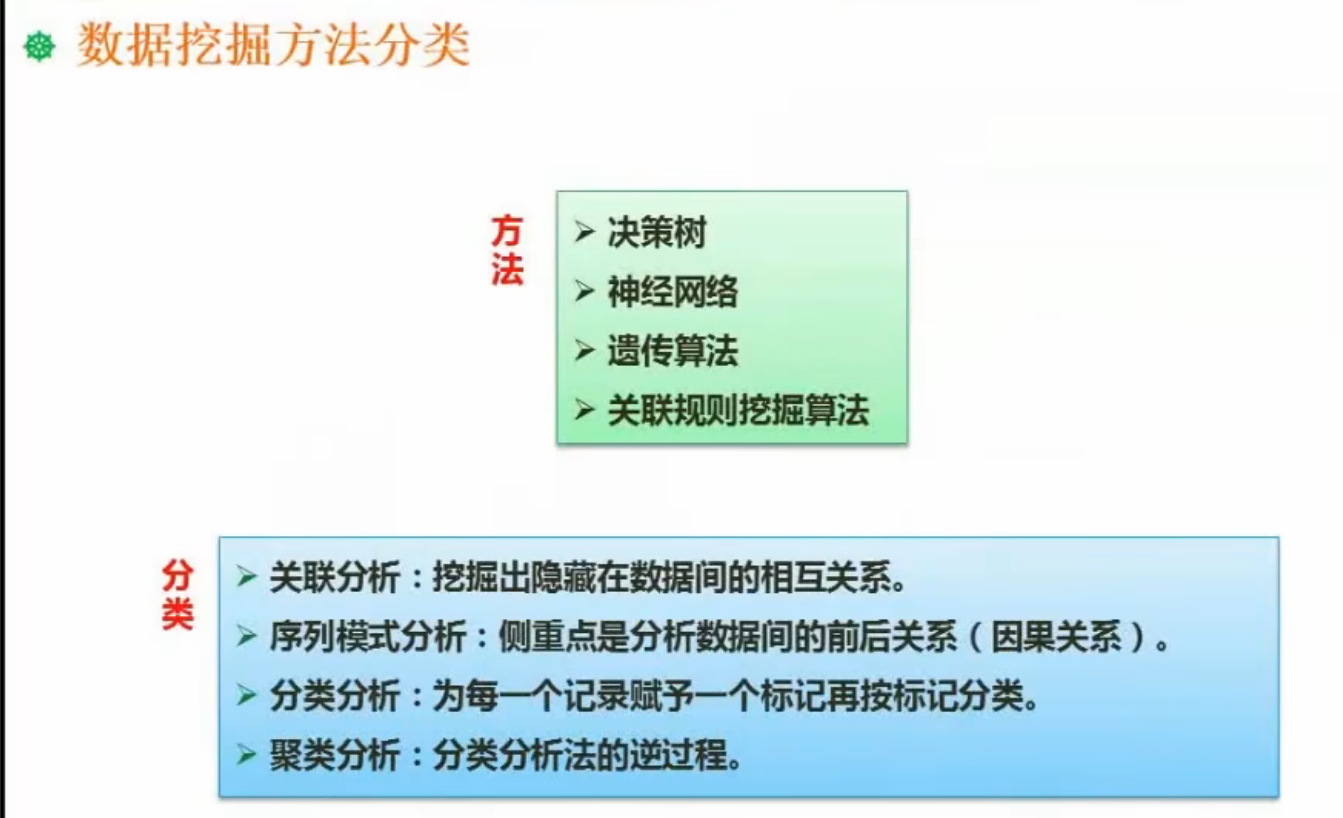 数据挖掘方法分类
方法
决策树
神经网络
遗传算法
关联规则挖掘算法
分类
关联分析：挖掘出隐藏在数据间的相互关系。
序列模式分析：侧重点是分析数据间的前后关系（因果关系）。
分类分析：为每一个记录赋予一个标记再按标记分类。
聚类分析：分类分析法的逆过程。